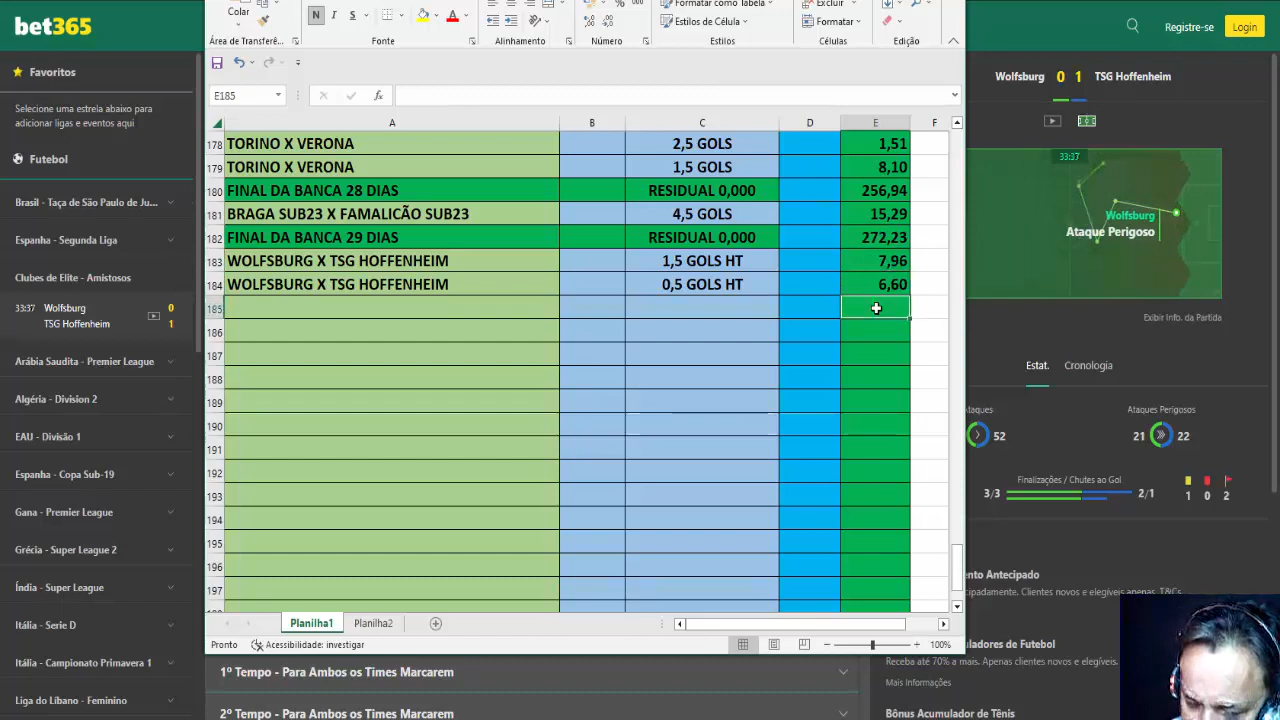 bet365
Favoritos
Selecione uma estrela abaixo para
adicionar ligas e eventos aqui
Futebol
Brasil - Taça de São Paulo de Ju...
Espanha - Segunda Liga
Clubes de Elite - Amistosos
33:37 Wolfsburg 0
TSG Hoffenheim 1
Arábia Saudita - Premier League
Algéria - Division 2
EAU - Divisão 1
Espanha - Copa Sub-19
Gana - Premier League
Grécia - Super League 2
Índia - Super League
Itália - Serie D
Itália - Campionato Primavera 1
Liga do Líbano - Feminino
Colar
N I S
A
%
Formatar como Tabela
Estilos de Célula
Excluir
Formatar
Área de Transferê...
Fonte
Alinhamento
Número
Estilos
Células
Edição
E185
fx
A B C D E F
178 TORINO X VERONA 2,5 GOLS 1,51
179 TORINO X VERONA 1,5 GOLS 8,10
180 FINAL DA BANCA 28 DIAS RESIDUAL 0,000 256,94
181 BRAGA SUB23 X FAMALICÃO SUB23 4,5 GOLS 15,29
182 FINAL DA BANCA 29 DIAS RESIDUAL 0,000 272,23
183 WOLFSBURG X TSG HOFFENHEIM 1,5 GOLS HT 7,96
184 WOLFSBURG X TSG HOFFENHEIM 0,5 GOLS HT 6,60
185
186
187
188
189
190
191
192
193
194
195
196
197
Planilha1 Planilha2
Pronto Acessibilidade: investigar 100%
1º Tempo - Para Ambos os Times Marcarem
2º Tempo - Para Ambos os Times Marcarem
Registre-se Login
Wolfsburg 0 1 TSG Hoffenheim
33:37
Wolfsburg
Ataque Perigoso
Exibir Info. da Partida
Estat. Cronologia
Ataques Perigosos
52 21 22
Finalizações / Chutes ao Gol
3/3 2/1 1 0 2
Antecipado
Clientes novos e elegíveis apenas. T&Cs
de Futebol
Receba até 70% a mais. Apenas clientes novos e elegíveis
Mais Informações
Bônus Acumulador de Tênis